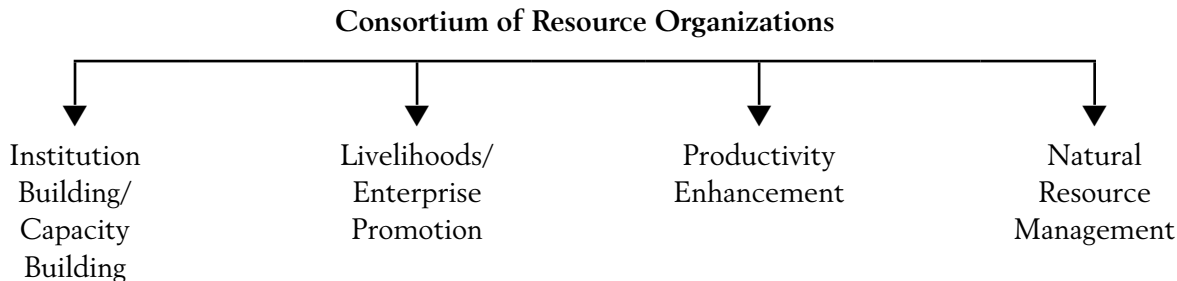 Consortium of Resource Organizations
Institution
Building/
Capacity
Building
Livelihoods/
Enterprise
Promotion
Productivity
Enhancement
Natural
Resource
Management